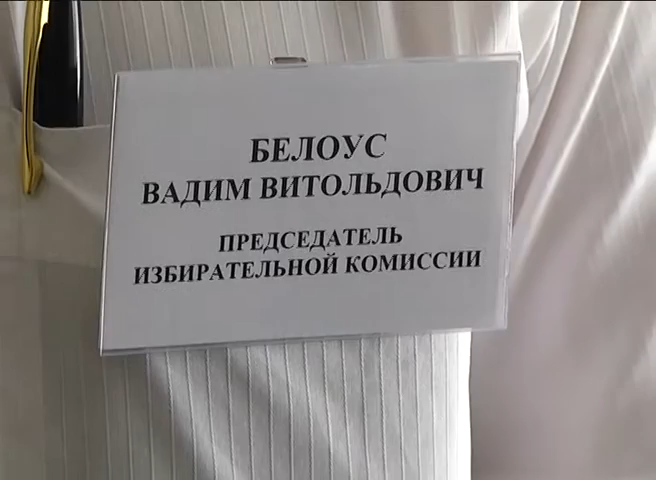 БЕЛОУС
ВАДИМ ВИТОЛЬДОВИЧ
ПРЕДСЕДАТЕЛЬ
ИЗБИРАТЕЛЬНОЙ КОМИССИИ